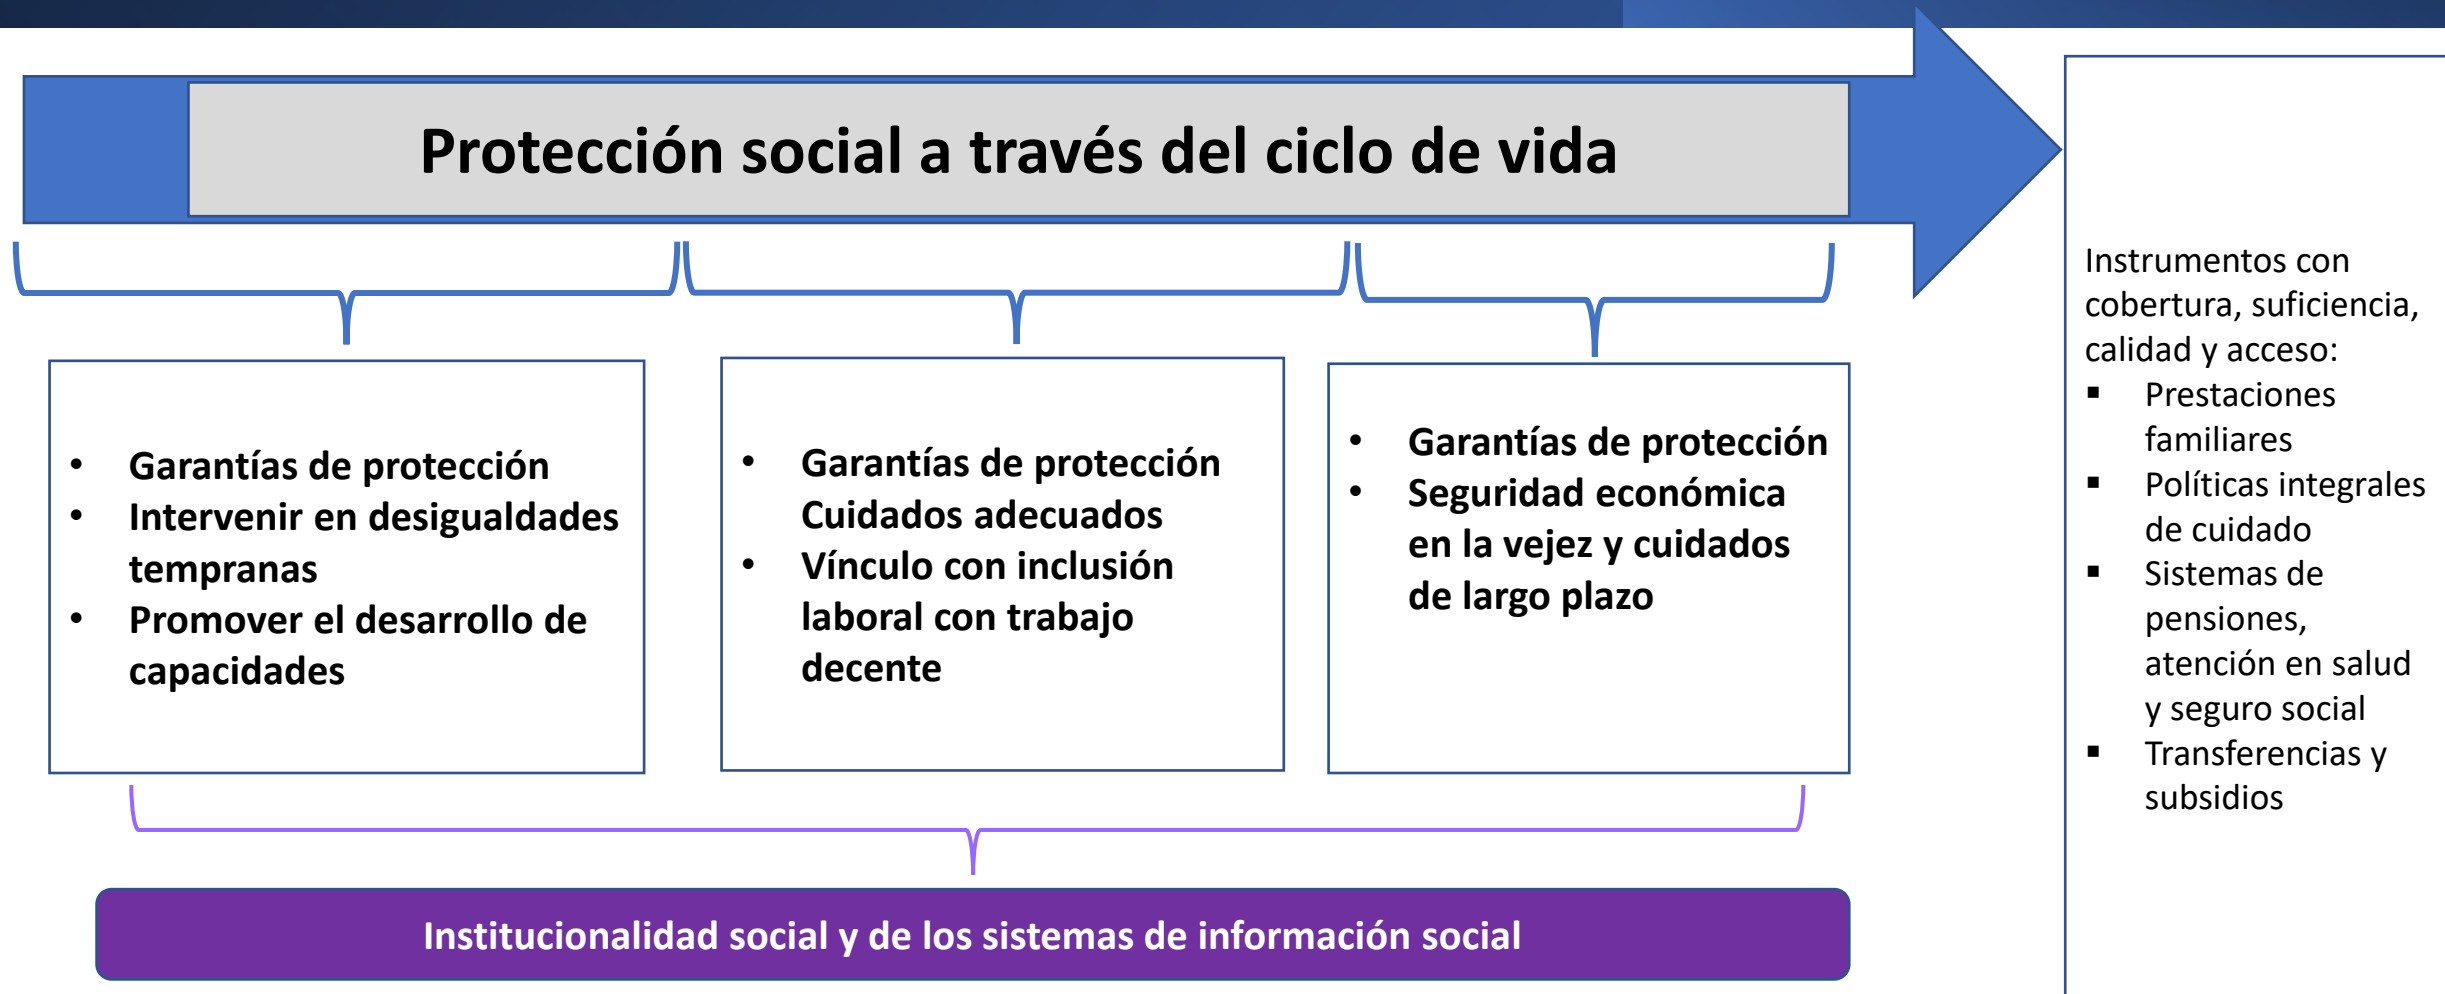 Protección social a través del ciclo de vida
• Garantías de protección
• Intervenir en desigualdades
tempranas
• Promover el desarrollo de
capacidades
• Garantías de protección
Cuidados adecuados
• Vínculo con inclusión
laboral con trabajo
decente
• Garantías de protección
• Seguridad económica
en la vejez y cuidados
de largo plazo
Institucionalidad social y de los sistemas de información social
Instrumentos con
cobertura, suficiencia,
calidad y acceso:
▪ Prestaciones
familiares
▪ Políticas integrales
de cuidado
▪ Sistemas de
pensiones,
atención en salud
y seguro social
▪ Transferencias y
subsidios